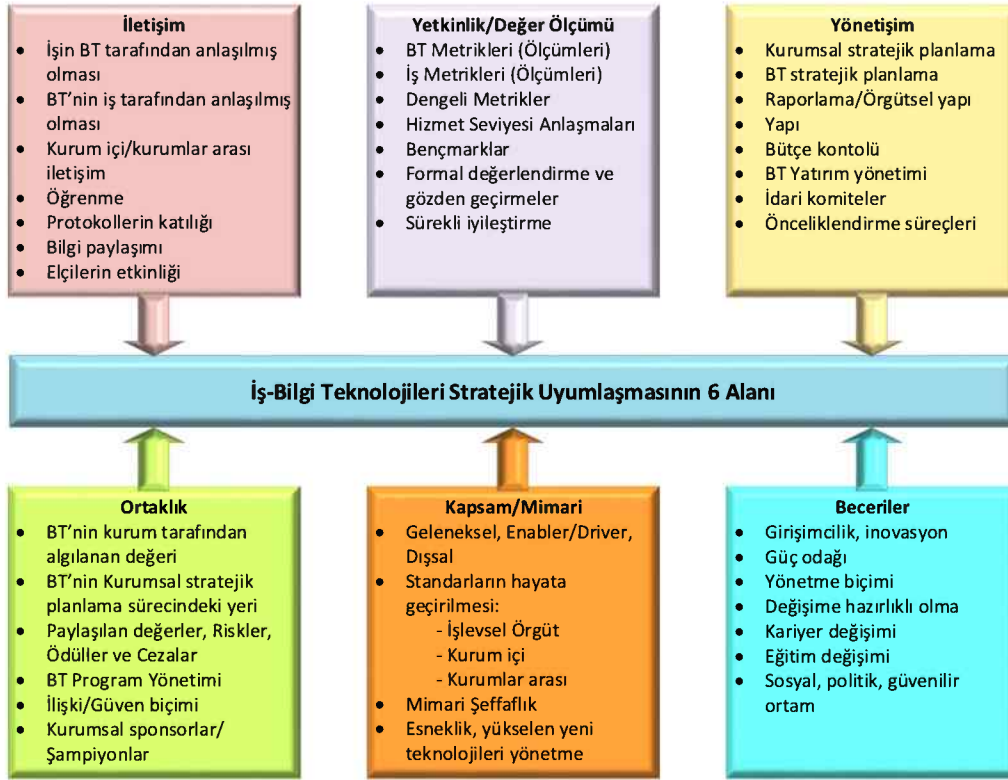 İletişim
• İşin BT tarafından anlaşılmış
olması
• BT'nin iş tarafından anlaşılmış
olması
• Kurum içi/kurumlar arası
iletişim
• Öğrenme
• Protokollerin katılığı
• Bilgi paylaşımı
• Elçilerin etkinliği
Yetkinlik/Değer Ölçümü
• BT Metrikleri (Ölçümleri)
• İş Metrikleri (Ölçümleri)
• Dengeli Metrikler
• Hizmet Seviyesi Anlaşmaları
• Bençmarklar
• Formal değerlendirme ve
gözden geçirmeler
• Sürekli iyileştirme
Yönetişim
• Kurumsal stratejik planlama
• BT stratejik planlama
• Raporlama/Örgütsel yapı
• Yapı
• Bütçe kontolü
• BT Yatırım yönetimi
• İdari komiteler
• Önceliklendirme süreçleri
İş-Bilgi Teknolojileri Stratejik Uyumlaşmasının 6 Alanı
Ortaklık
• BT'nin kurum tarafından
algılanan değeri
• BT'nin Kurumsal stratejik
planlama sürecindeki yeri
• Paylaşılan değerler, Riskler,
Ödüller ve Cezalar
• BT Program Yönetimi
• İlişki/Güven biçimi
• Kurumsal sponsorlar/
Şampiyonlar
Kapsam/Mimari
• Geleneksel, Enabler/Driver,
Dışsal
• Standarların hayata
geçirilmesi:
- İşlevsel Örgüt
- Kurum içi
- Kurumlar arası
• Mimari Şeffaflık
• Esneklik, yükselen yeni
teknolojileri yönetme
Beceriler
• Girişimcilik, inovasyon
• Güç odağı
• Yönetme biçimi
• Değişime hazırlıklı olma
• Kariyer değişimi
• Eğitim değişimi
• Sosyal, politik, güvenilir
ortam